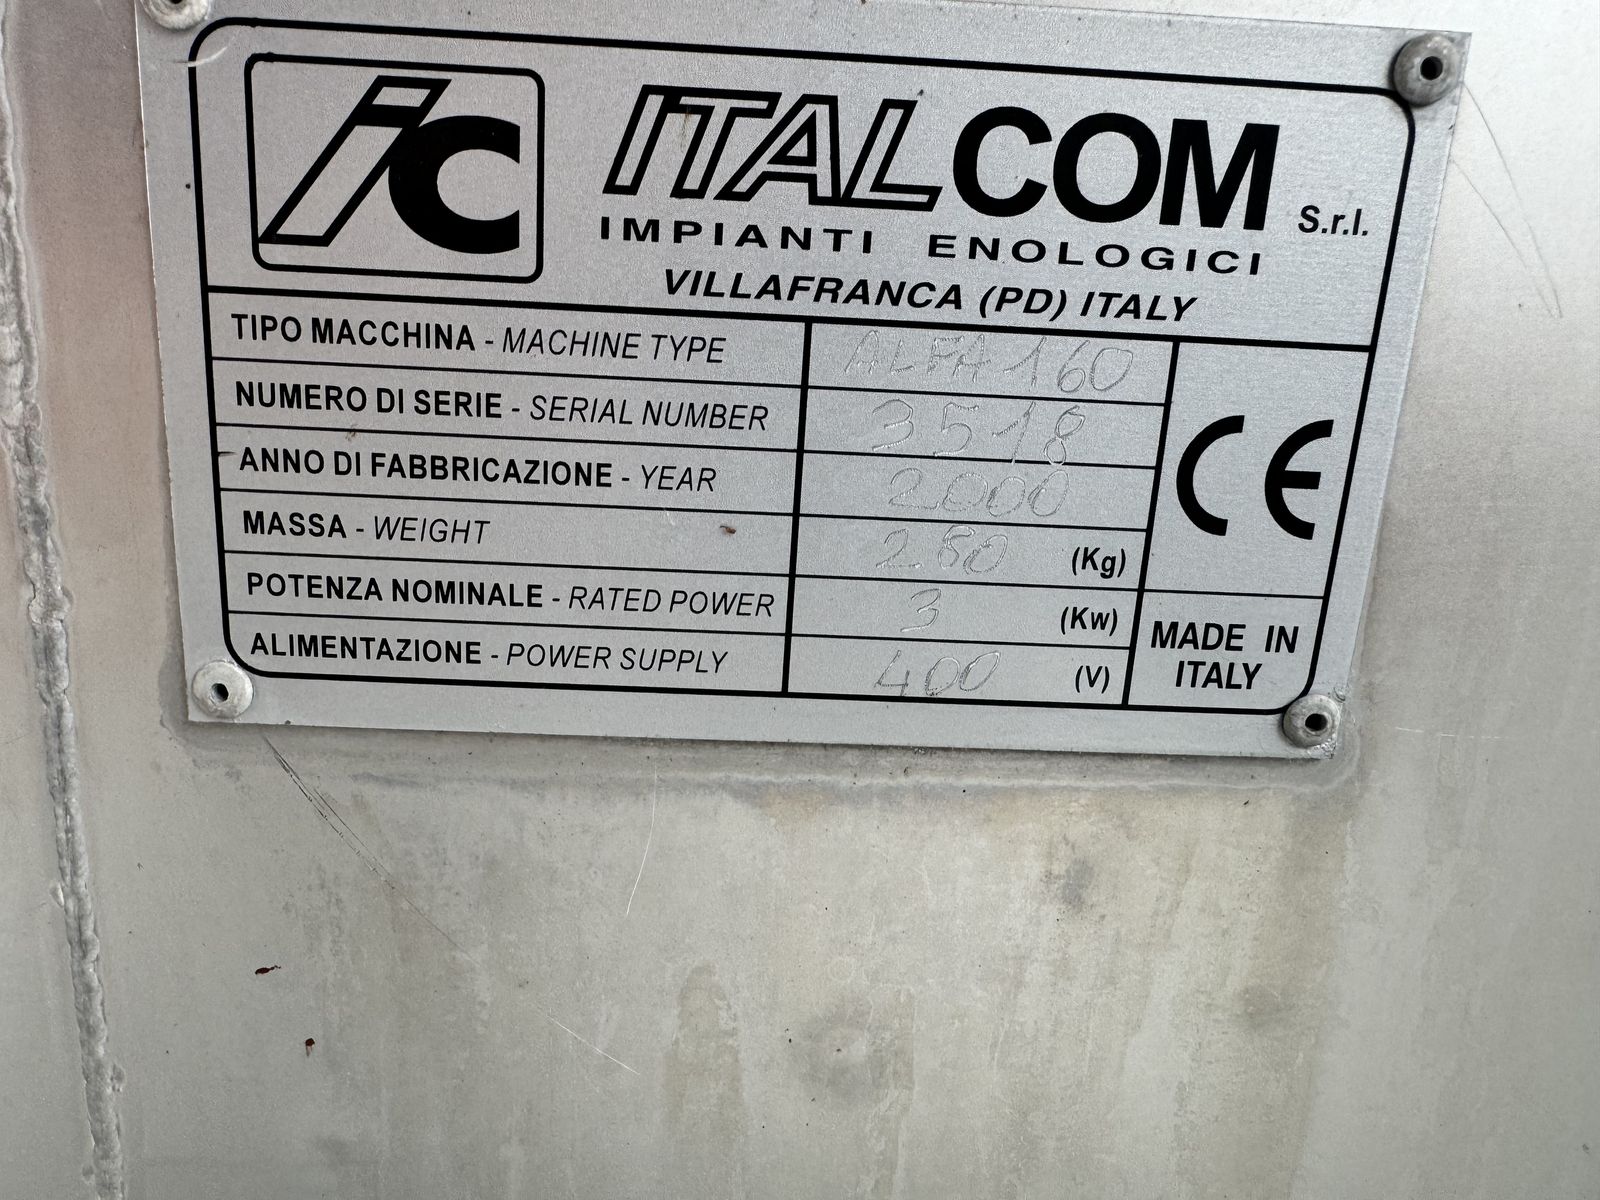 ic ITALCOM S.r.l.
IMPIANTI ENOLOGICI
VILLAFRANCA (PD) ITALY
TIPO MACCHINA - MACHINE TYPE ALFA 160
NUMERO DI SERIE - SERIAL NUMBER 3518
ANNO DI FABBRICAZIONE - YEAR 2000
MASSA - WEIGHT 280 (Kg)
POTENZA NOMINALE - RATED POWER 3 (Kw)
ALIMENTAZIONE - POWER SUPPLY 400 (V)
CE
MADE IN
ITALY